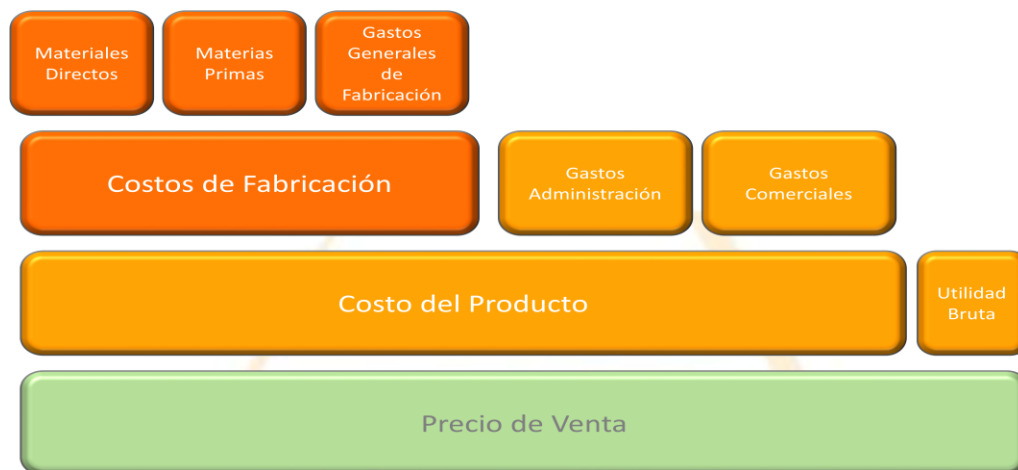 Materiales
Directos
Materias
Primas
Gastos
Generales
de
Fabricación
Costos de Fabricación
Gastos
Administración
Gastos
Comerciales
Costo del Producto
Utilidad
Bruta
Precio de Venta